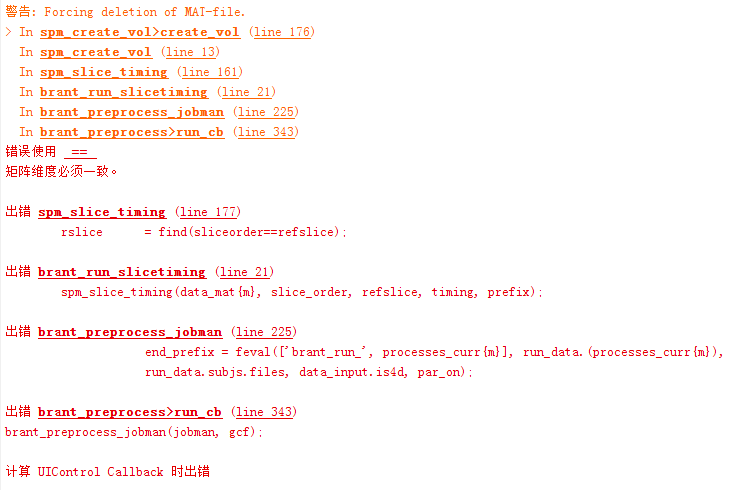 警告: Forcing deletion of MAT-file.
> In spm_create_vol>create_vol (line 176)
In spm_create_vol (line 13)
In spm_slice_timing (line 161)
In brant_run_slicetiming (line 21)
In brant_preprocess_jobman (line 225)
In brant_preprocess>run_cb (line 343)
错误使用  ==
矩阵维度必须一致。
出错 spm_slice_timing (line 177)
rslice      = find(sliceorder==refslice);
出错 brant_run_slicetiming (line 21)
spm_slice_timing(data_mat{m}, slice_order, refslice, timing, prefix);
出错 brant_preprocess_jobman (line 225)
end_prefix = feval(['brant_run_', processes_curr{m}], run_data.(processes_curr{m}),
run_data.subjs.files, data_input.is4d, par_on);
出错 brant_preprocess>run_cb (line 343)
brant_preprocess_jobman(jobman, gcf);
计算 UIControl Callback 时出错